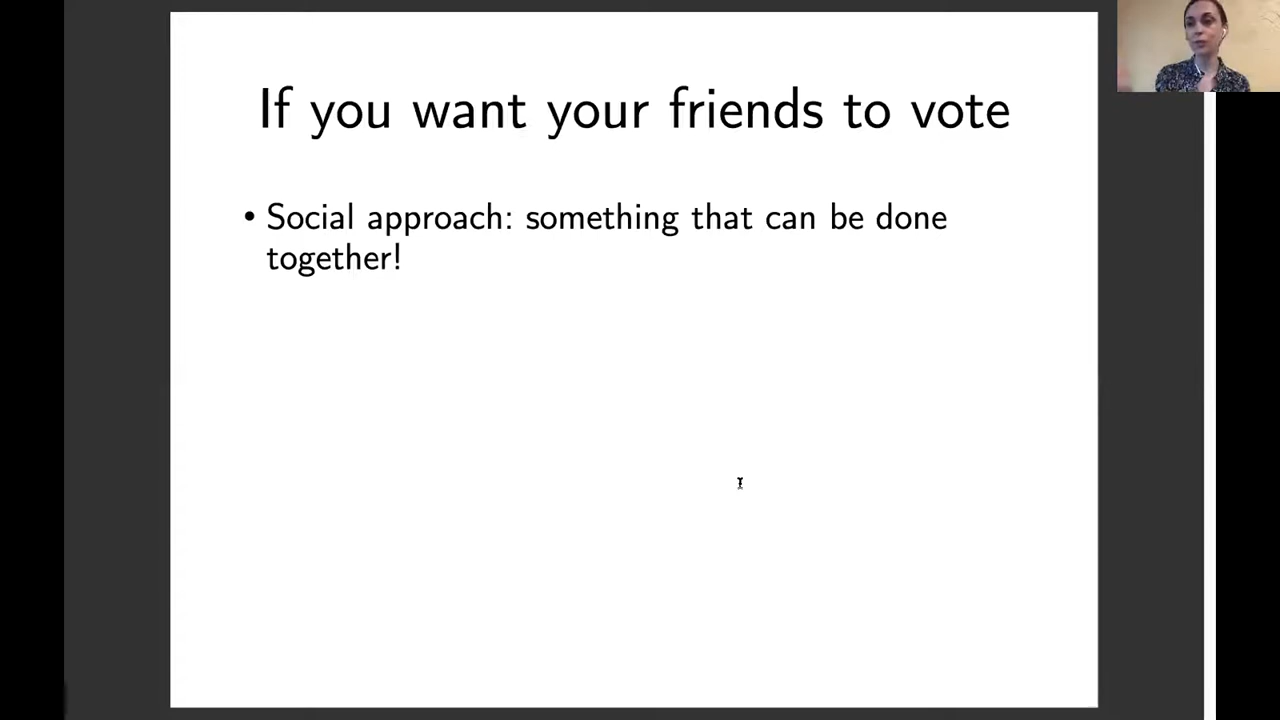 If you want your friends to vote
• Social approach: something that can be done
together!